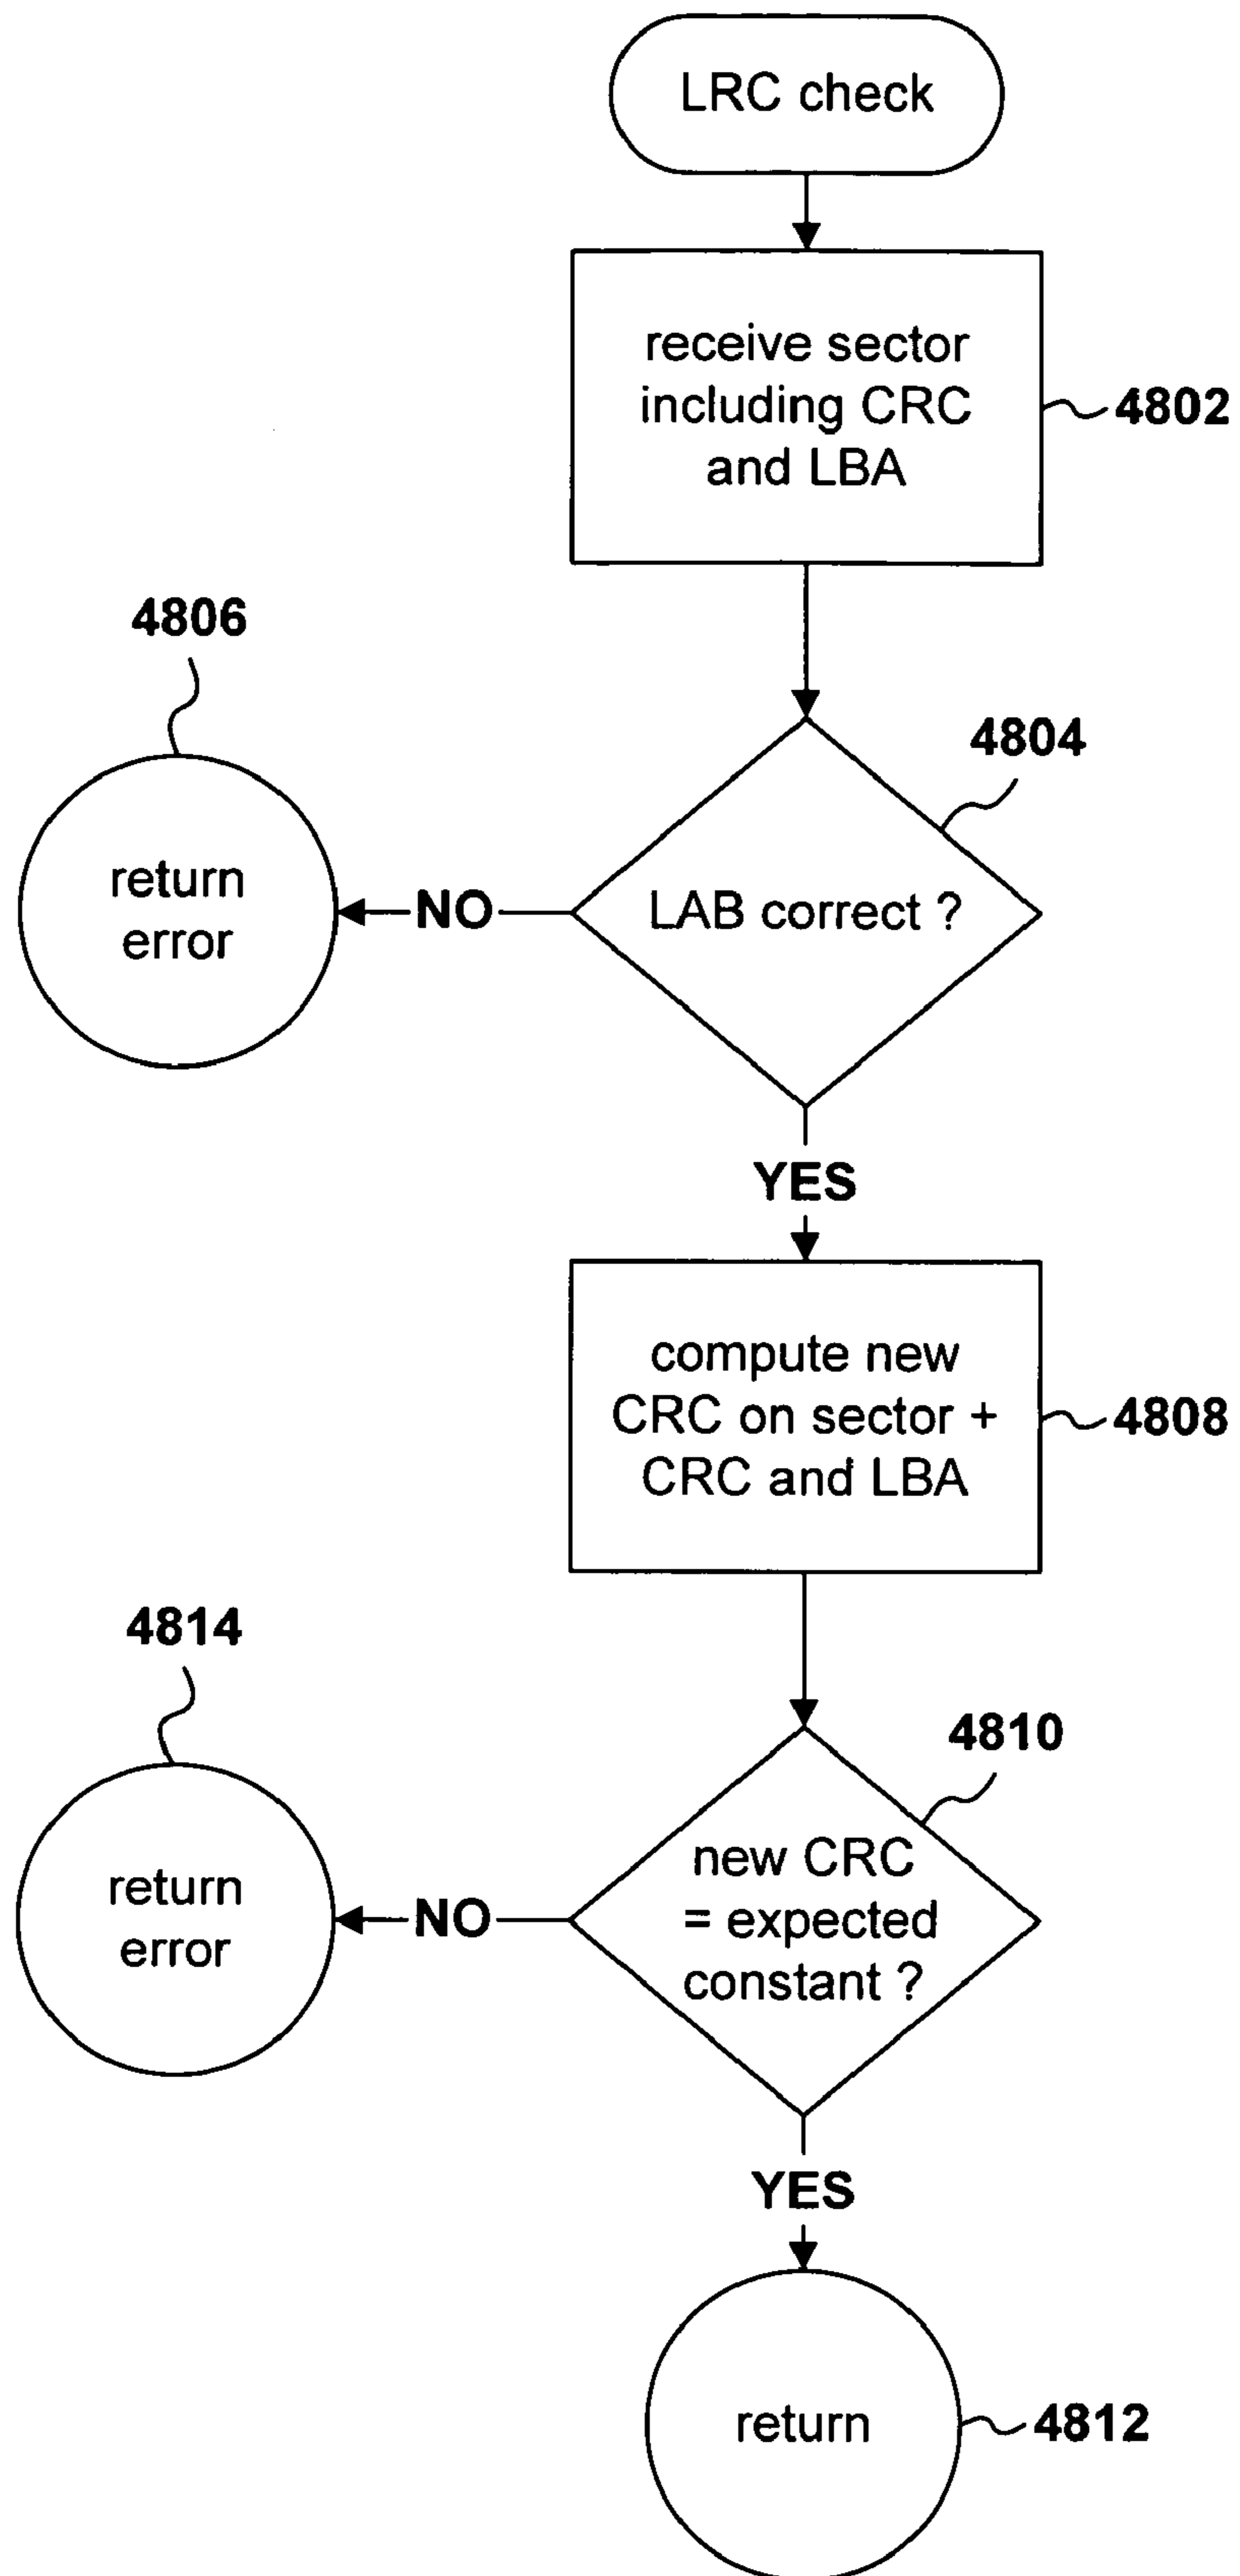 LRC check
receive sector
including CRC
and LBA
4802
4806
4804
return
error
NO
LAB correct ?
YES
compute new
CRC on sector +
CRC and LBA
4808
4814
4810
return
error
NO
new CRC
= expected
constant ?
YES
return
4812